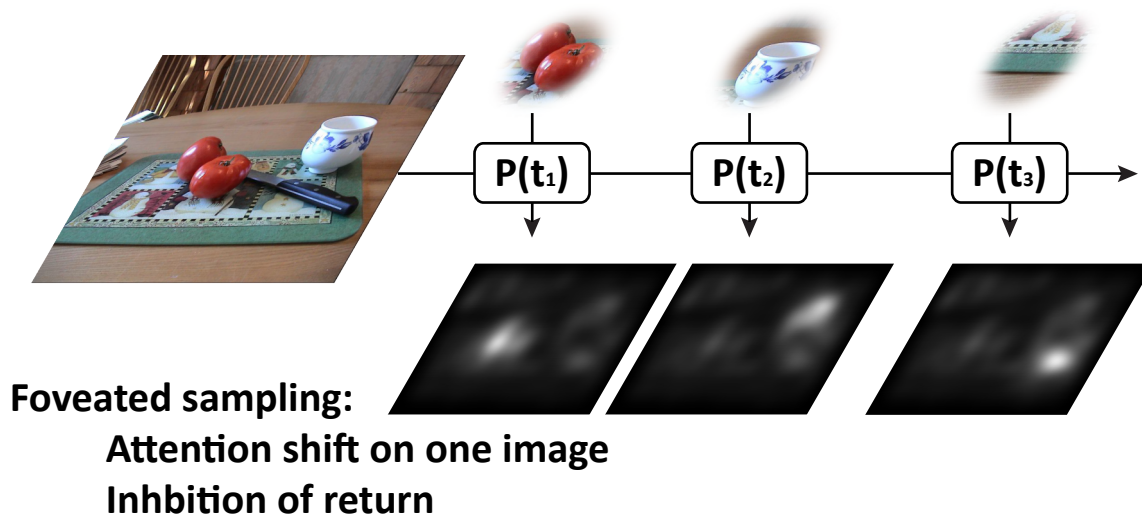 P(t₁) P(t₂) P(t₃)
Foveated sampling:
Attention shift on one image
Inhbition of return